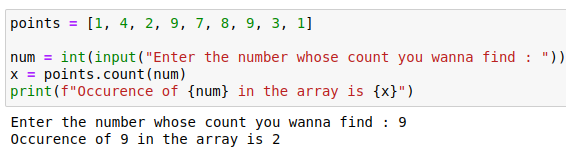 points = [1, 4, 2, 9, 7, 8, 9, 3, 1]
num = int(input("Enter the number whose count you wanna find : "))
x = points.count(num)
print(f"Occurence of {num} in the array is {x}")
Enter the number whose count you wanna find : 9
Occurence of 9 in the array is 2